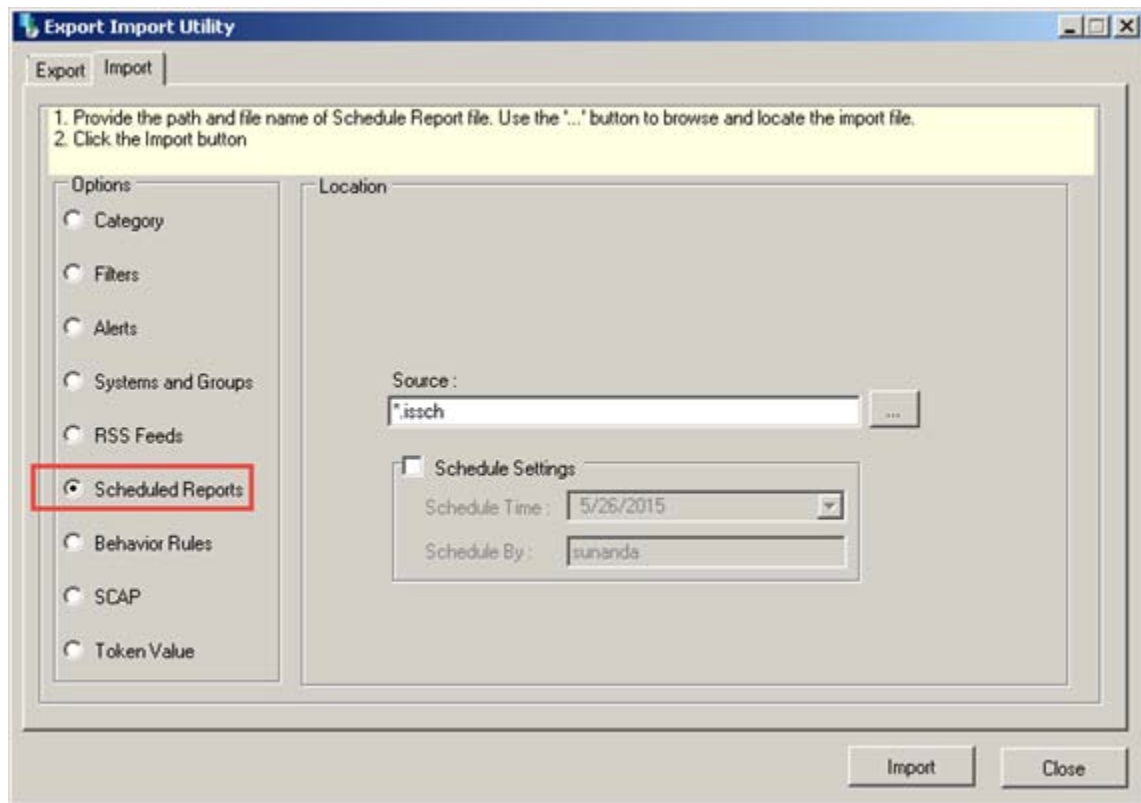 Export Import Utility
Export Import
1. Provide the path and file name of Schedule Report file. Use the '...' button to browse and locate the import file.
2. Click the Import button
Options
Location
Category
Filters
Alerts
Systems and Groups
RSS Feeds
Scheduled Reports
Behavior Rules
SCAP
Token Value
Source :
*.issch
...
Schedule Settings
Schedule Time : 5/26/2015
Schedule By : sunanda
Import Close